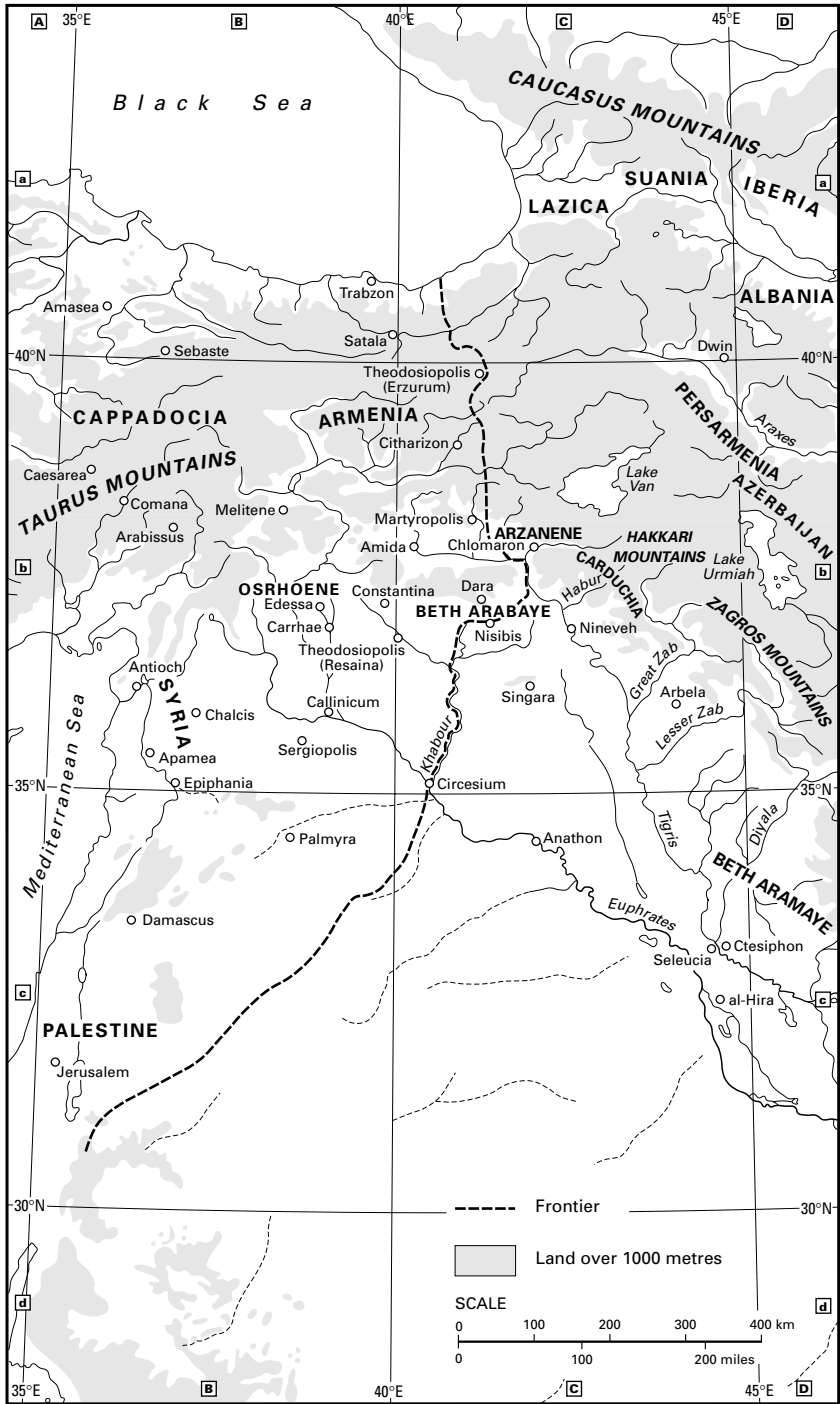 35°E
40°E
45°E
A
B
C
D
Black Sea
CAUCASUS MOUNTAINS
a
SUANIA
IBERIA
a
LAZICA
Trabzon
ALBANIA
Amasea
Satala
Dwin
40°N
Sebaste
40°N
Theodosiopolis
(Erzurum)
CAPPADOCIA
ARMENIA
PERSARMENIA
Araxes
Citharizon
Caesarea
TAURUS MOUNTAINS
Lake
Van
AZERBAIJAN
Comana
Melitene
Arabissus
Martyropolis
ARZANENE
Amida
Chlomaron
HAKKARI
MOUNTAINS
Lake
Urmiah
b
b
CARDUCHIA
OSRHOENE
Constantina
Dara
Habur
Edessa
BETH ARABAYE
ZAGROS MOUNTAINS
Carrhae
Nisibis
Nineveh
Theodosiopolis
(Resaina)
Antioch
SYRIA
Great Zab
Singara
Arbela
Chalcis
Callinicum
Lesser Zab
Mediterranean Sea
Khabour
Sergiopolis
Apamea
Epiphania
35°N
Circesium
35°N
Palmyra
Anathon
Tigris
Diyala
BETH ARAMAYE
Damascus
Euphrates
Ctesiphon
Seleucia
c
c
al-Hira
PALESTINE
Jerusalem
30°N
30°N
Frontier
Land over 1000 metres
d
SCALE
d
0 100 200 300 400 km
0 100 200 miles
35°E
B
40°E
C
45°E
D